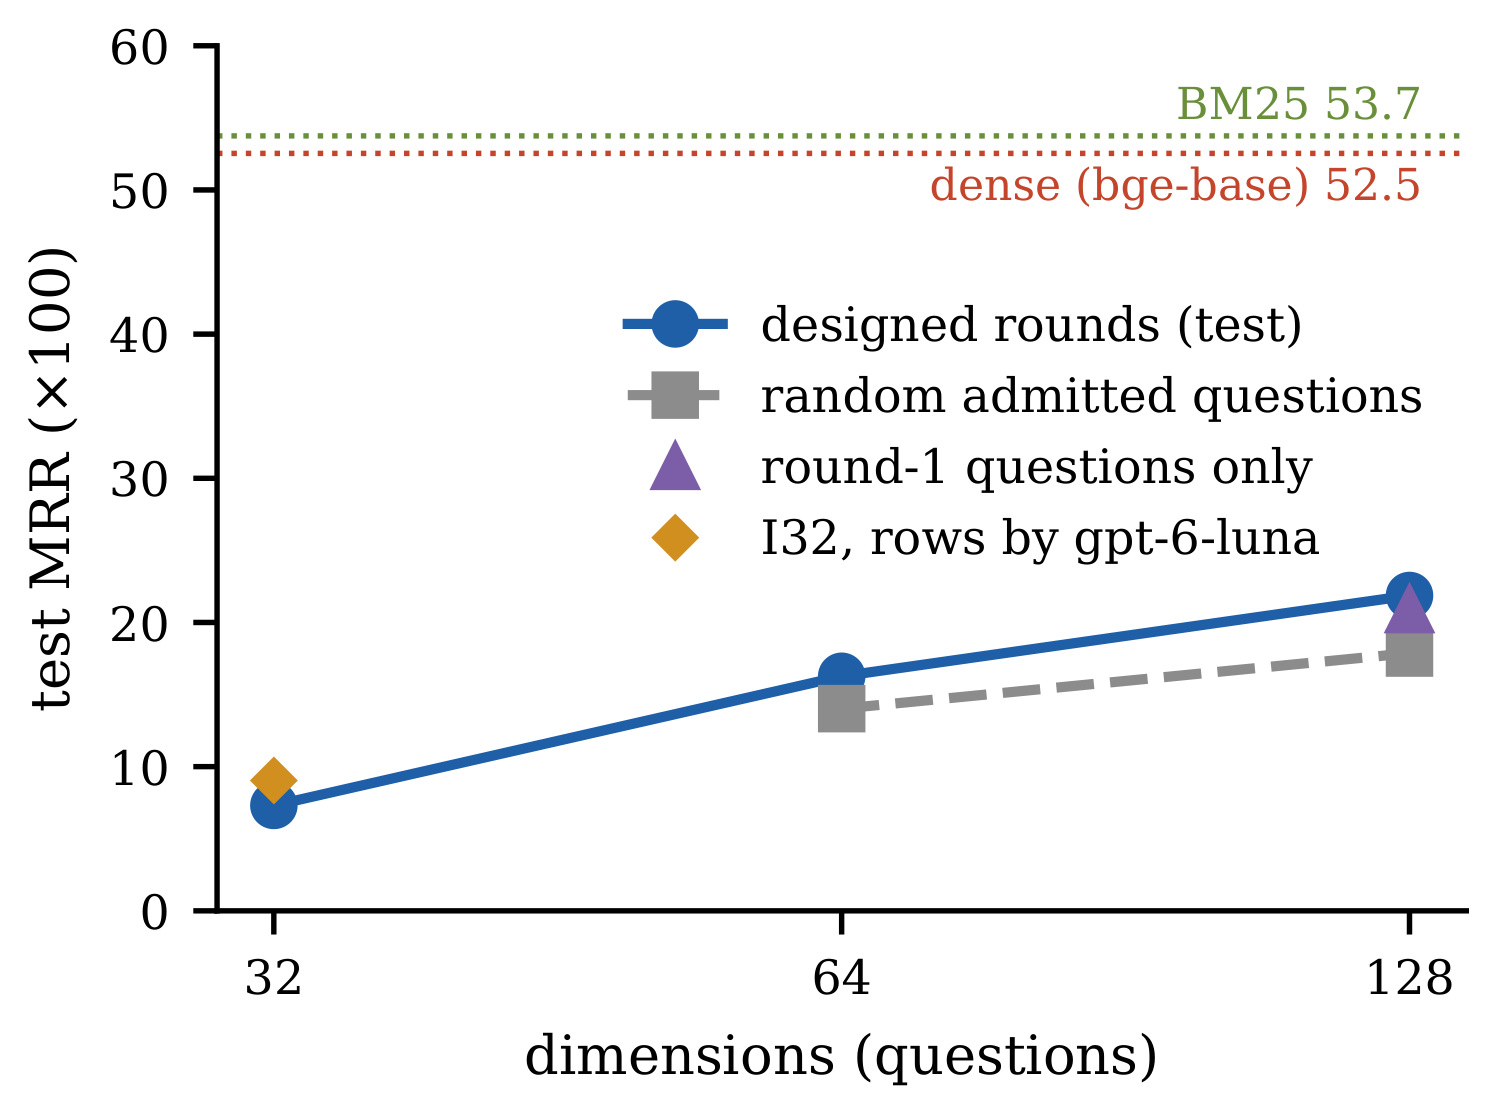 60
BM25 53.7
dense (bge-base) 52.5
50
designed rounds (test)
40
random admitted questions
round-1 questions only
30
I32, rows by gpt-6-luna
20
10
0
test MRR (×100)
32 64 128
dimensions (questions)